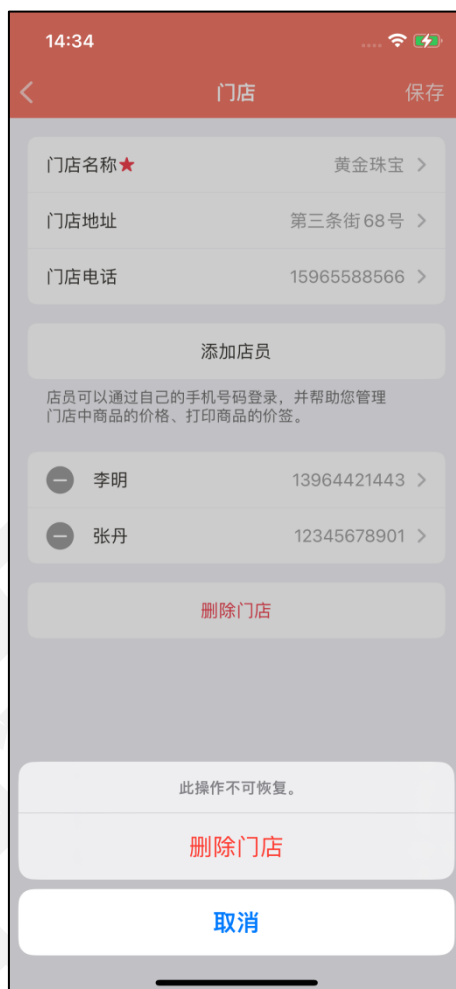 14:34
门店
保存
门店名称★
黄金珠宝
门店地址
第三条街68号
门店电话
15965588566
添加店员
店员可以通过自己的手机号码登录，并帮助您管理
门店中商品的价格、打印商品的价签。
李明
13964421443
张丹
12345678901
删除门店
此操作不可恢复。
删除门店
取消